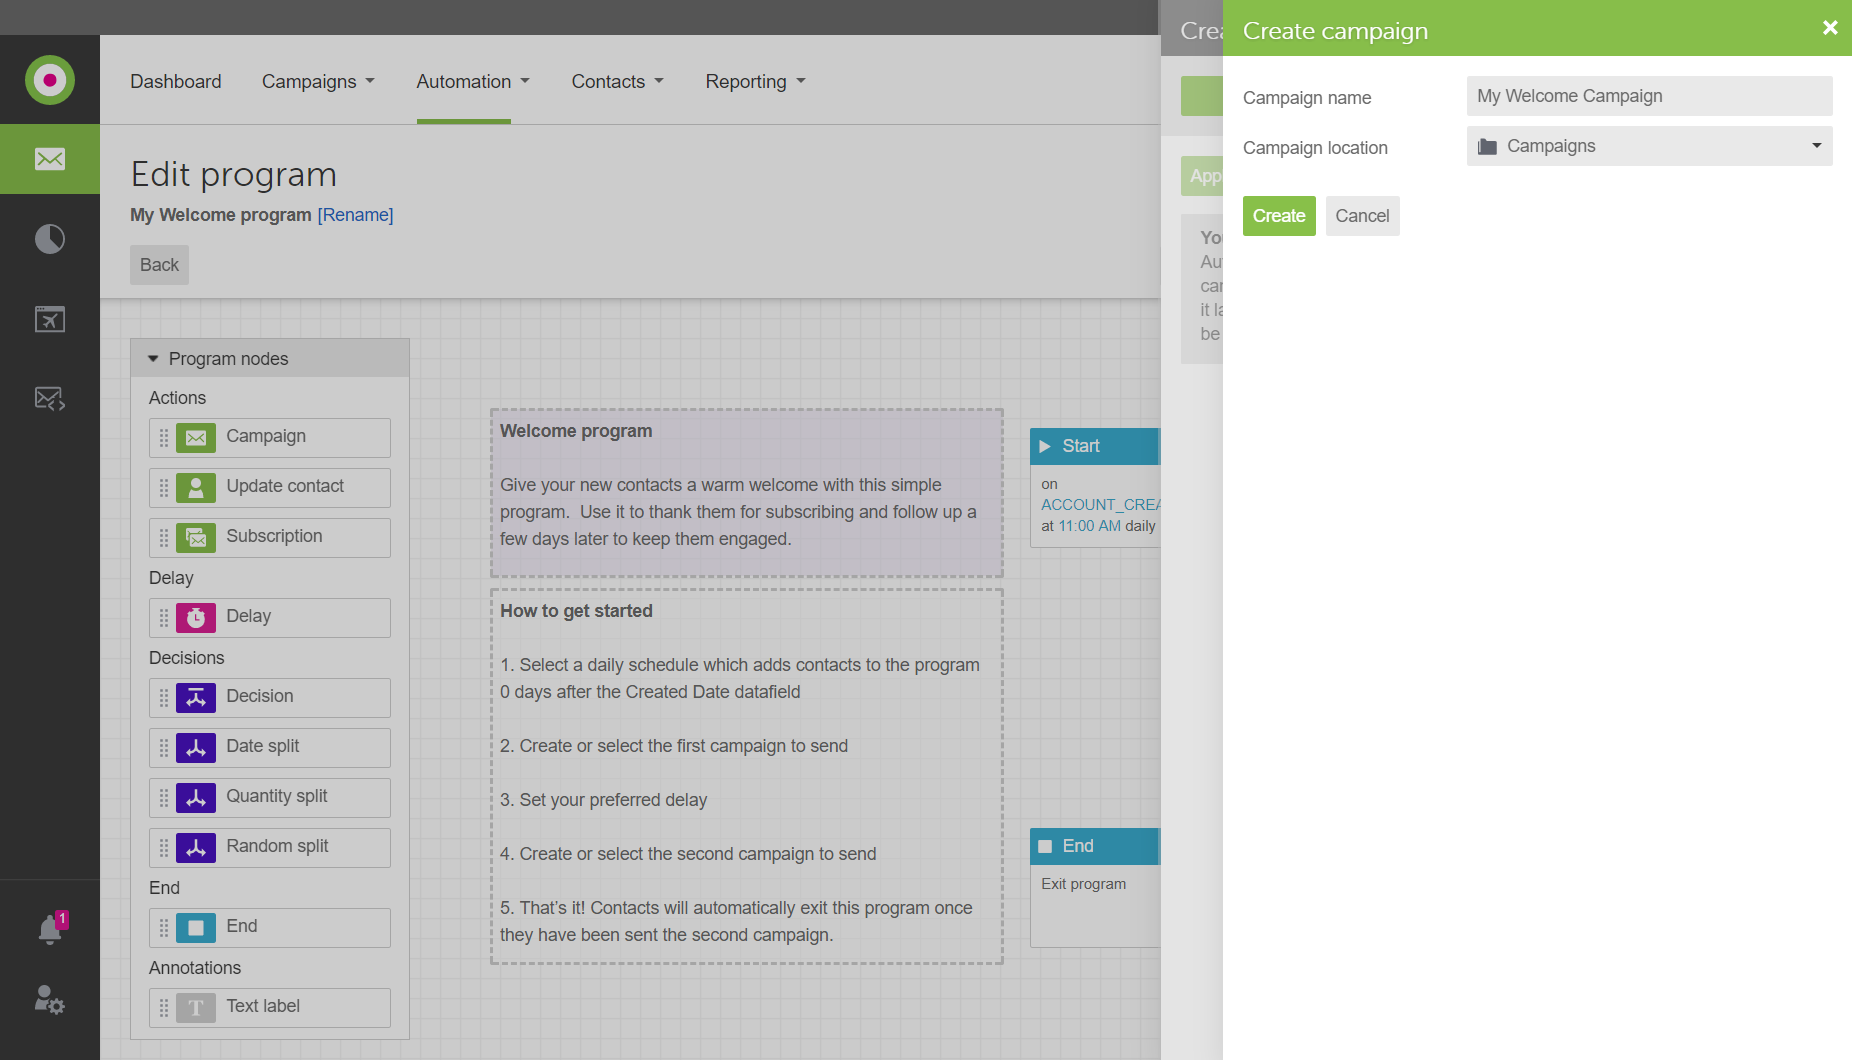 Dashboard
Campaigns
Automation
Contacts
Reporting
Edit program
My Welcome program [Rename]
Back
Program nodes
Actions
Campaign
Update contact
Subscription
Delay
Delay
Decisions
Decision
Date split
Quantity split
Random split
End
End
Annotations
T Text label
1
Welcome program
Give your new contacts a warm welcome with this simple
program. Use it to thank them for subscribing and follow up a
few days later to keep them engaged.
How to get started
1. Select a daily schedule which adds contacts to the program
0 days after the Created Date datafield
2. Create or select the first campaign to send
3. Set your preferred delay
4. Create or select the second campaign to send
5. That's it! Contacts will automatically exit this program once
they have been sent the second campaign.
Start
on
at 11:00 AM daily
End
Exit program
it
be
Create campaign
Campaign name
My Welcome Campaign
Campaign location
Campaigns
Create
Cancel